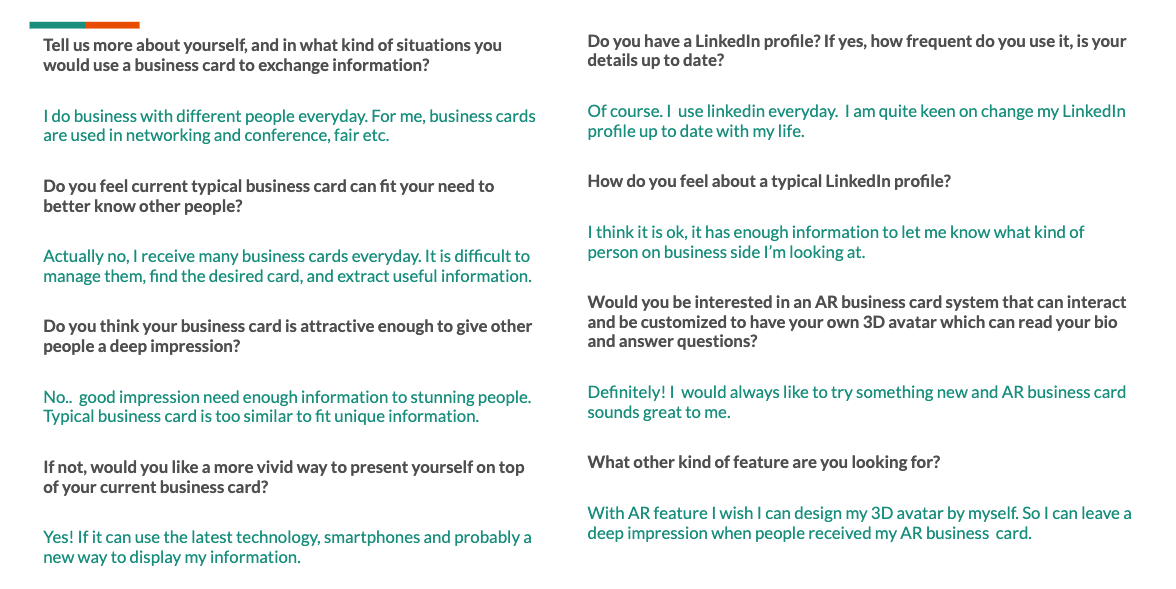 Tell us more about yourself, and in what kind of situations you
would use a business card to exchange information?
I do business with different people everyday. For me, business cards
are used in networking and conference, fair etc.
Do you feel current typical business card can fit your need to
better know other people?
Actually no, I receive many business cards everyday. It is difficult to
manage them, find the desired card, and extract useful information.
Do you think your business card is attractive enough to give other
people a deep impression?
No..  good impression need enough information to stunning people.
Typical business card is too similar to fit unique information.
If not, would you like a more vivid way to present yourself on top
of your current business card?
Yes! If it can use the latest technology, smartphones and probably a
new way to display my information.
Do you have a LinkedIn profile? If yes, how frequent do you use it, is your
details up to date?
Of course. I  use linkedin everyday.  I am quite keen on change my LinkedIn
profile up to date with my life.
How do you feel about a typical LinkedIn profile?
I think it is ok, it has enough information to let me know what kind of
person on business side I'm looking at.
Would you be interested in an AR business card system that can interact
and be customized to have your own 3D avatar which can read your bio
and answer questions?
Definitely! I  would always like to try something new and AR business card
sounds great to me.
What other kind of feature are you looking for?
With AR feature I wish I can design my 3D avatar by myself. So I can leave a
deep impression when people received my AR business  card.